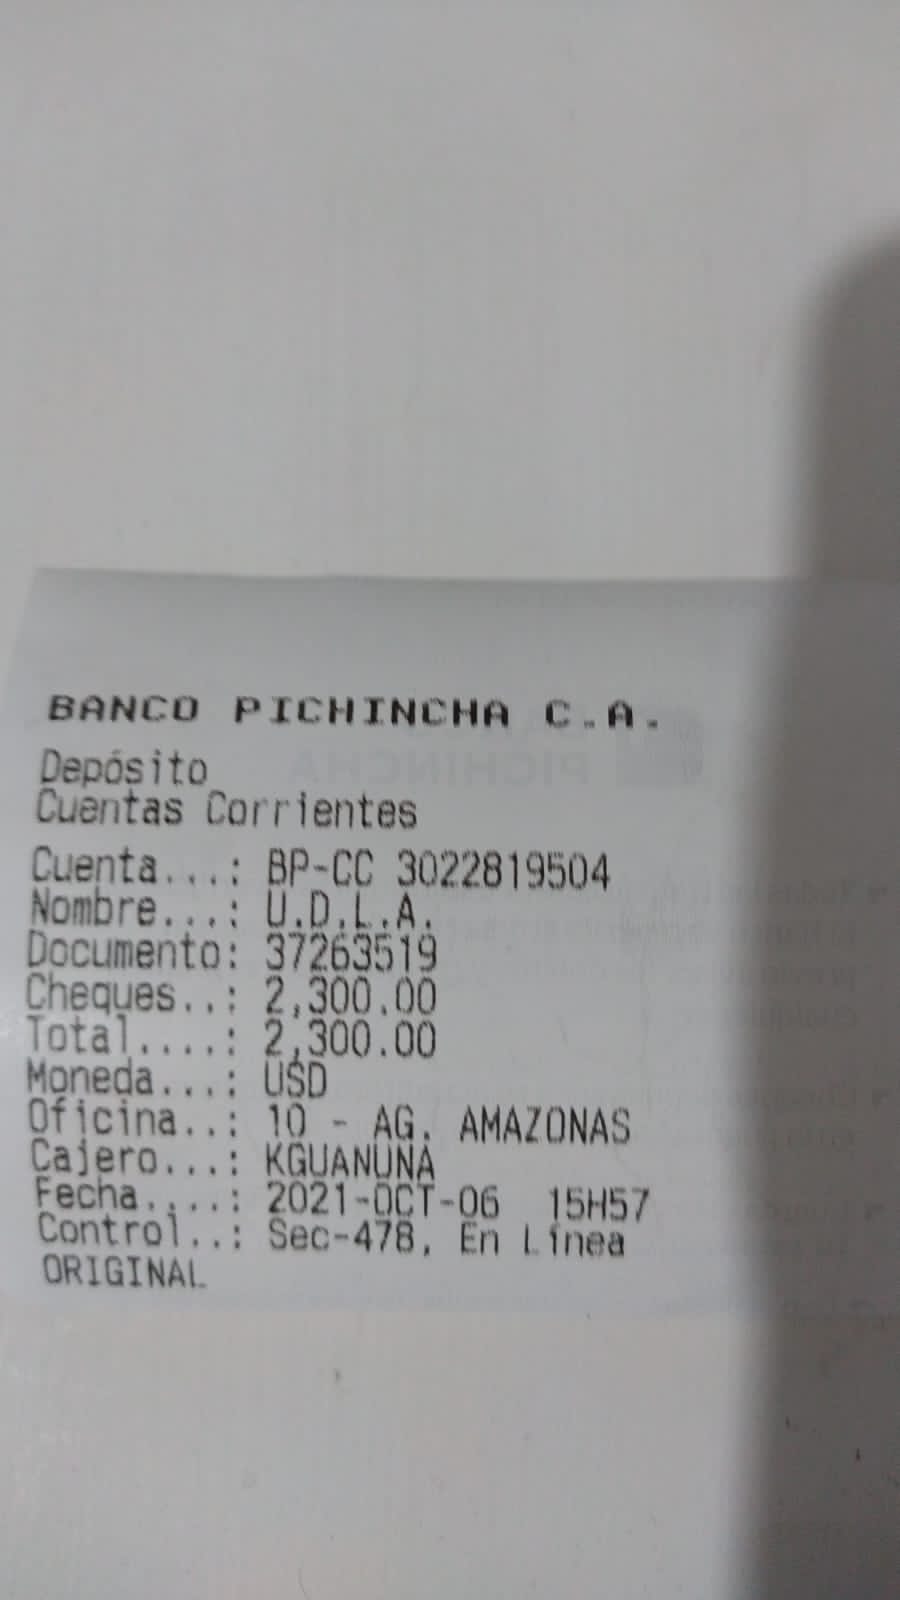 BANCO PICHINCHA C.A.
Depósito
Cuentas Corrientes
Cuenta...: BP-CC 3022819504
Nombre...: U.D.L.A.
Documento: 37263519
Cheques..: 2,300.00
Total....: 2,300.00
Moneda...: USD
Oficina..: 10 - AG. AMAZONAS
Cajero...: KGUANUNA
Fecha....: 2021-OCT-06 15H57
Control..: Sec-478, En Línea
ORIGINAL